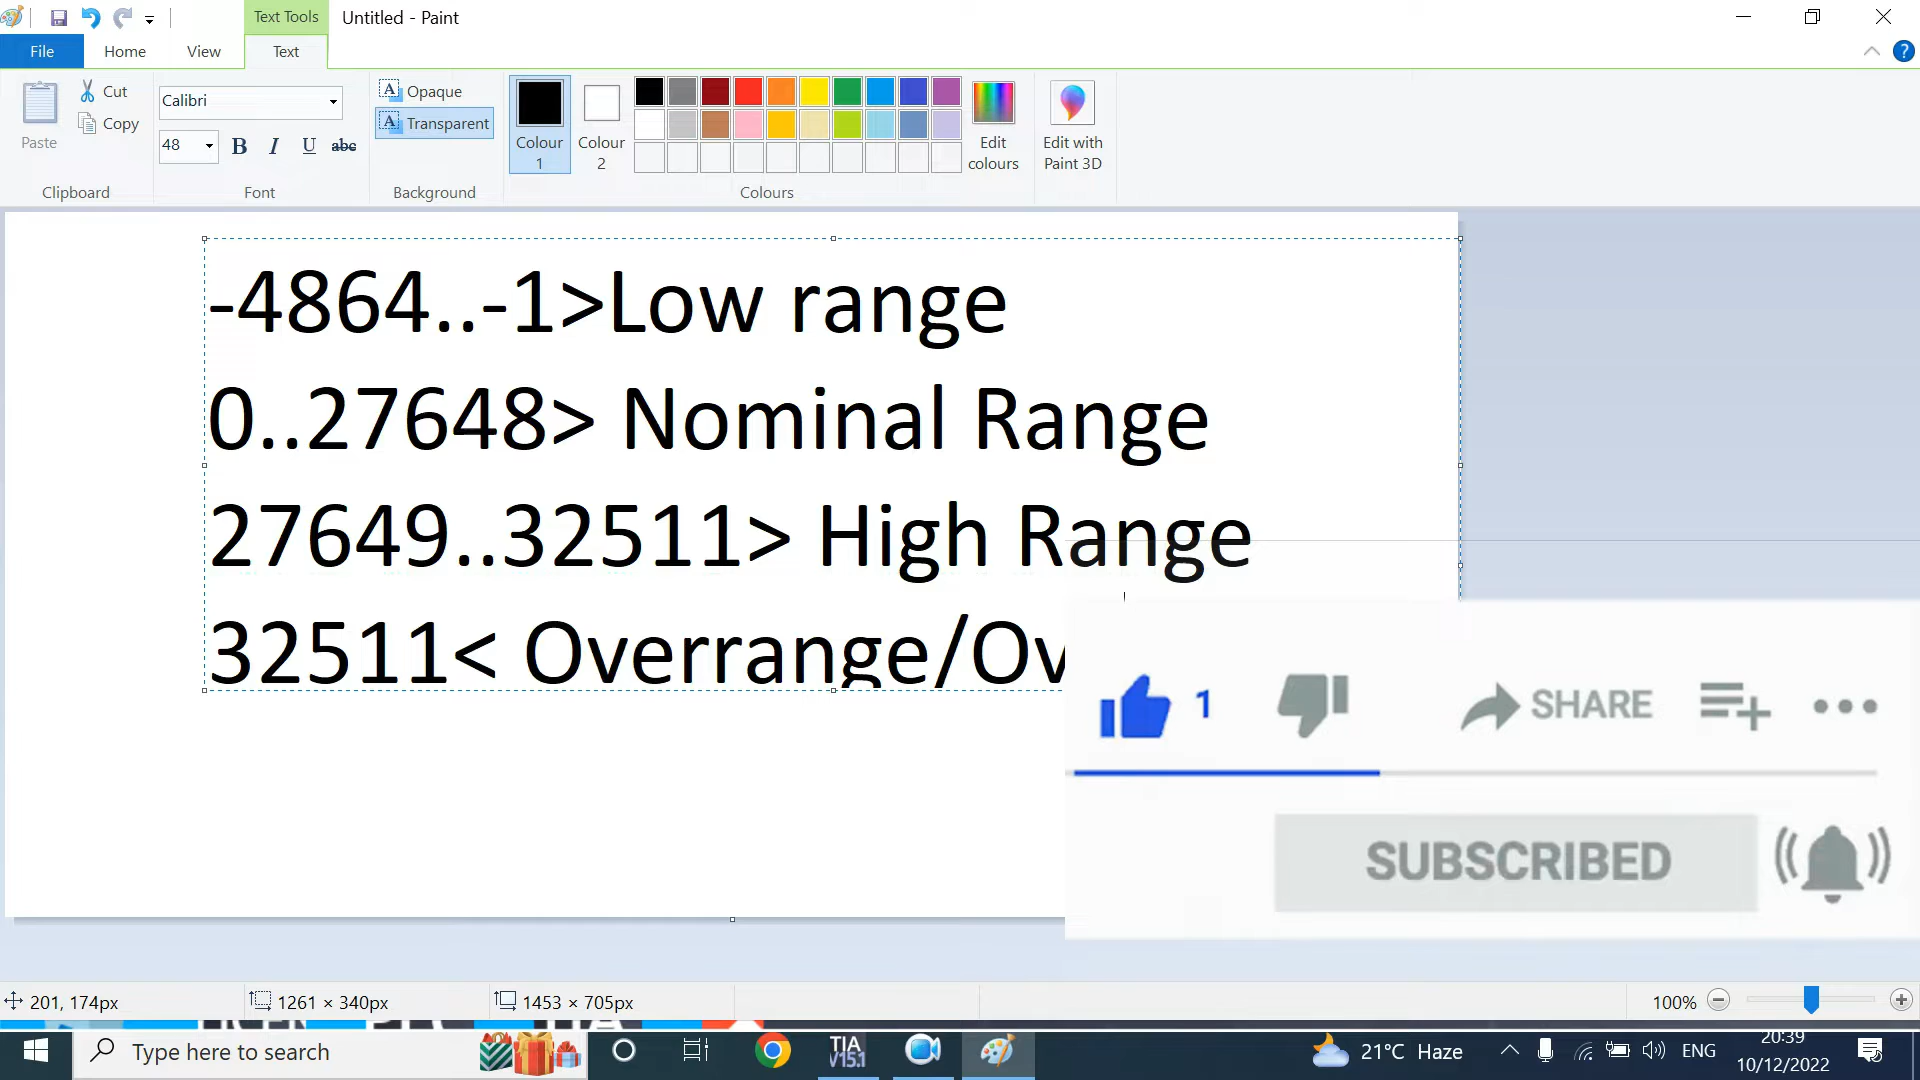 Text Tools
Untitled - Paint
File
Home
View
Text
Paste
Cut
Copy
Clipboard
Calibri
48
B I U abc
Font
Opaque
Transparent
Background
Colour 1
Colour 2
Edit colours
Colours
Edit with Paint 3D
-4864..-1>Low range
0..27648> Nominal Range
27649..32511> High Range
32511< Overrange/Ov
1
SHARE
SUBSCRIBED
201, 174px
1261 × 340px
1453 × 705px
100%
Type here to search
TIA V15.1
21°C Haze
ENG
20:39
10/12/2022